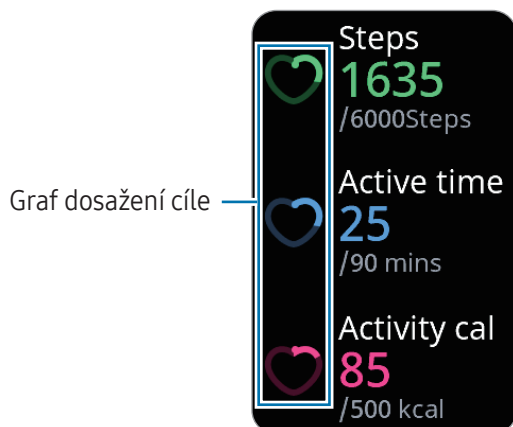 Graf dosažení cíle
Steps
1635
/6000Steps
Active time
25
/90 mins
Activity cal
85
/500 kcal